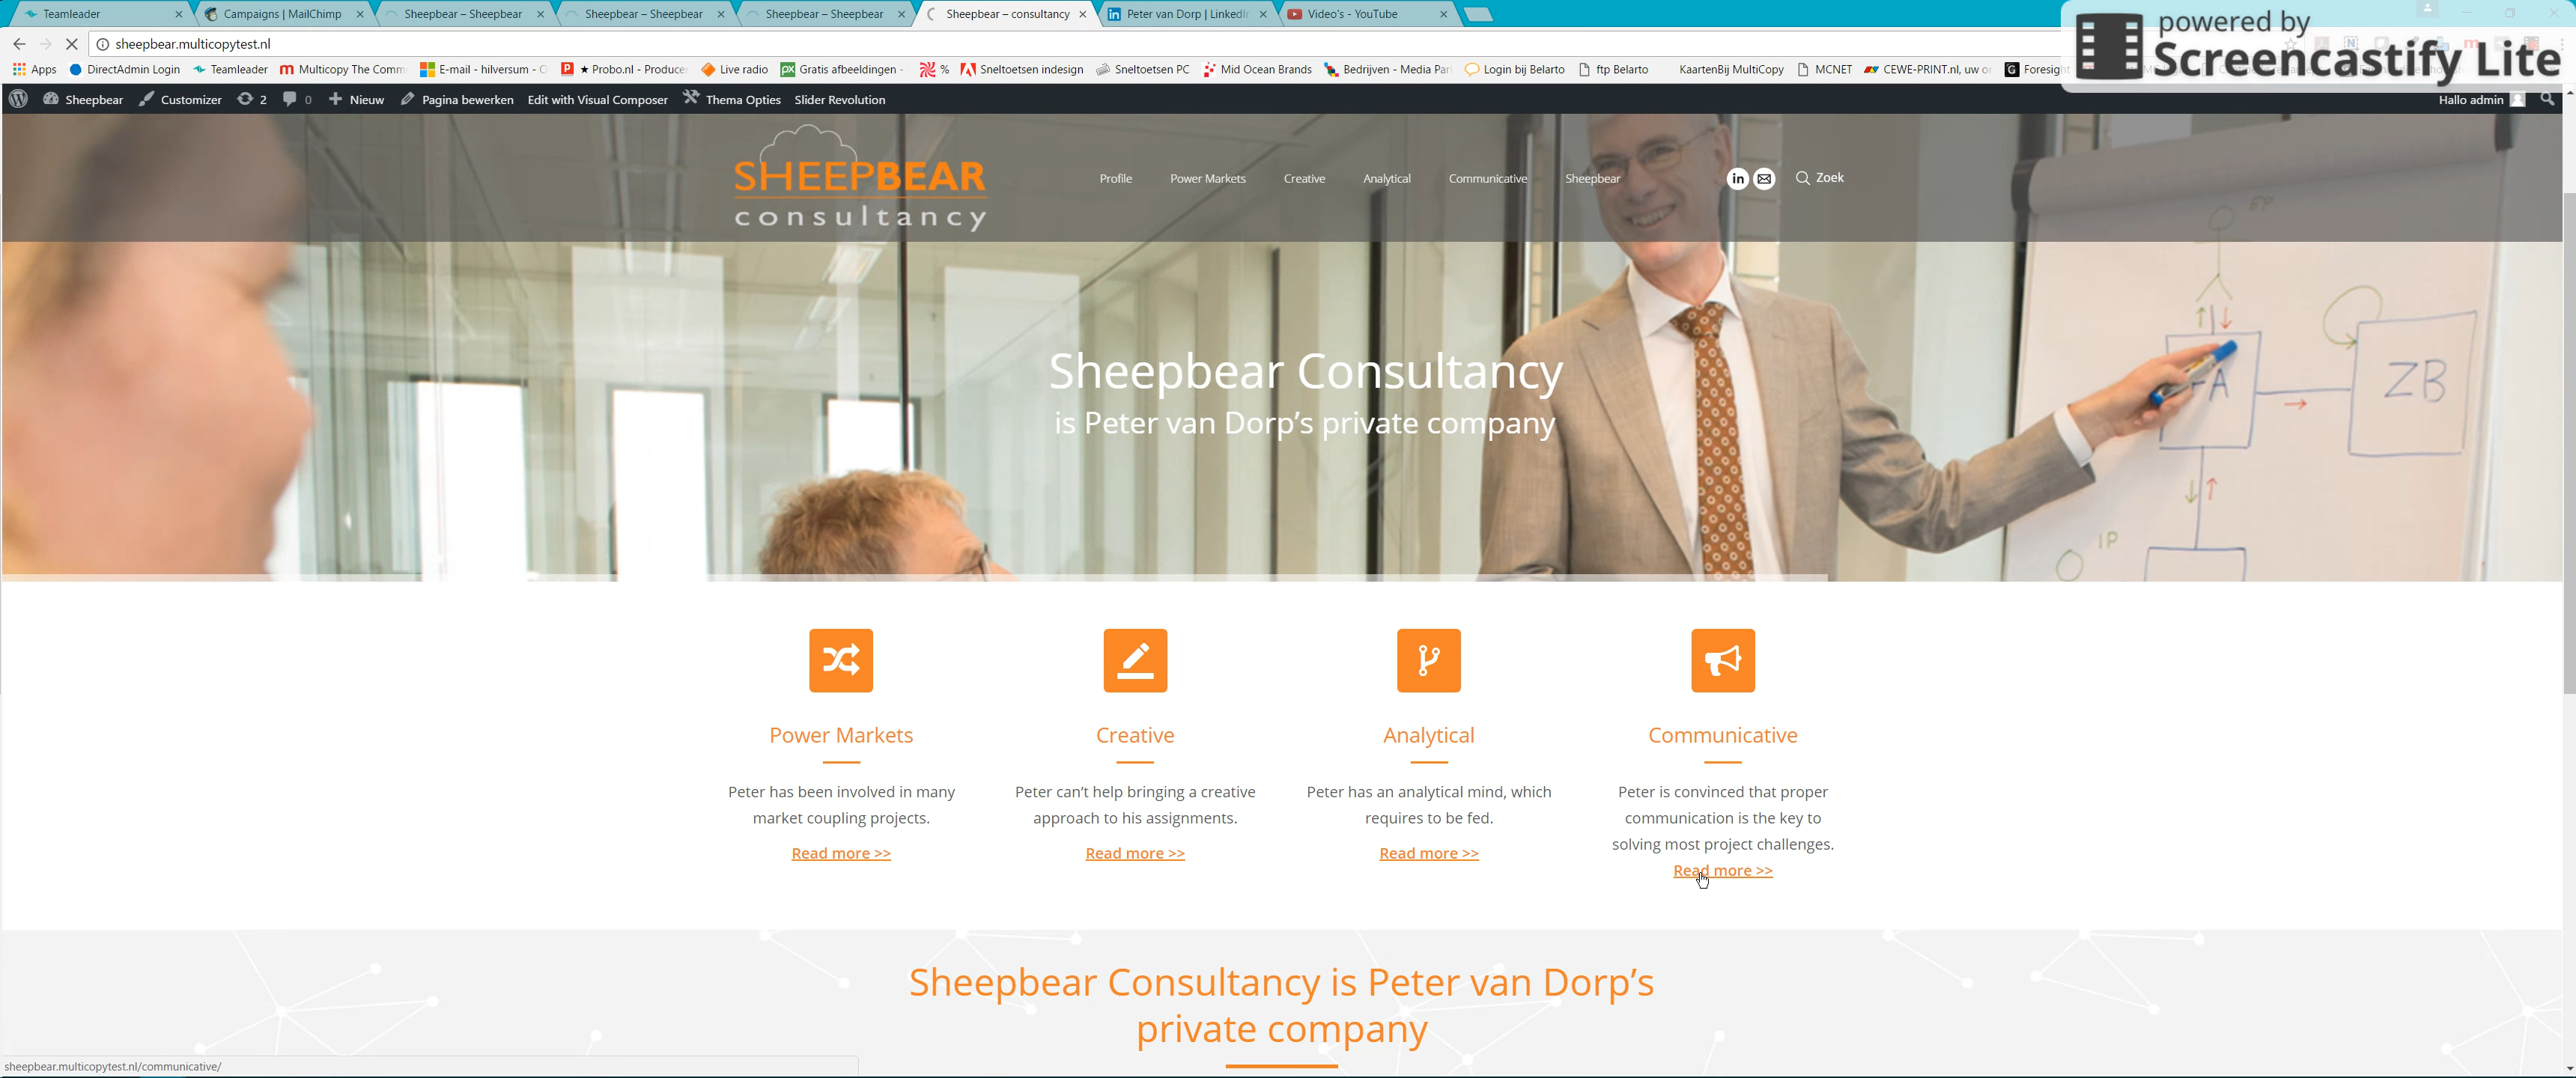 Teamleader
Campaigns | MailChimp
Sheepbear – Sheepbear
Sheepbear – Sheepbear
Sheepbear – Sheepbear
Sheepbear – consultancy
Peter van Dorp | LinkedIn
Video's - YouTube
powered by
Screencastify Lite
sheepbear.multicopytest.nl
Apps
DirectAdmin Login
Teamleader
Multicopy The Comm
E-mail - hilversum - O
★ Probo.nl - Produce
Live radio
Gratis afbeeldingen -
%
Sneltoetsen indesign
Sneltoetsen PC
Mid Ocean Brands
Bedrijven - Media Par
Login bij Belarto
ftp Belarto
KaartenBij MultiCopy
MCNET
CEWE-PRINT.nl, uw o
Foresight
Sheepbear
Customizer
2
0
Nieuw
Pagina bewerken
Edit with Visual Composer
Thema Opties
Slider Revolution
Hallo admin
SHEEPBEAR
consultancy
Profile
Power Markets
Creative
Analytical
Communicative
Sheepbear
in
Zoek
EP
Sheepbear Consultancy
is Peter van Dorp’s private company
A
ZB
IP
Power Markets
Peter has been involved in many
market coupling projects.
Read more >>
Creative
Peter can’t help bringing a creative
approach to his assignments.
Read more >>
Analytical
Peter has an analytical mind, which
requires to be fed.
Read more >>
Communicative
Peter is convinced that proper
communication is the key to
solving most project challenges.
Read more >>
Sheepbear Consultancy is Peter van Dorp’s
private company
sheepbear.multicopytest.nl/communicative/